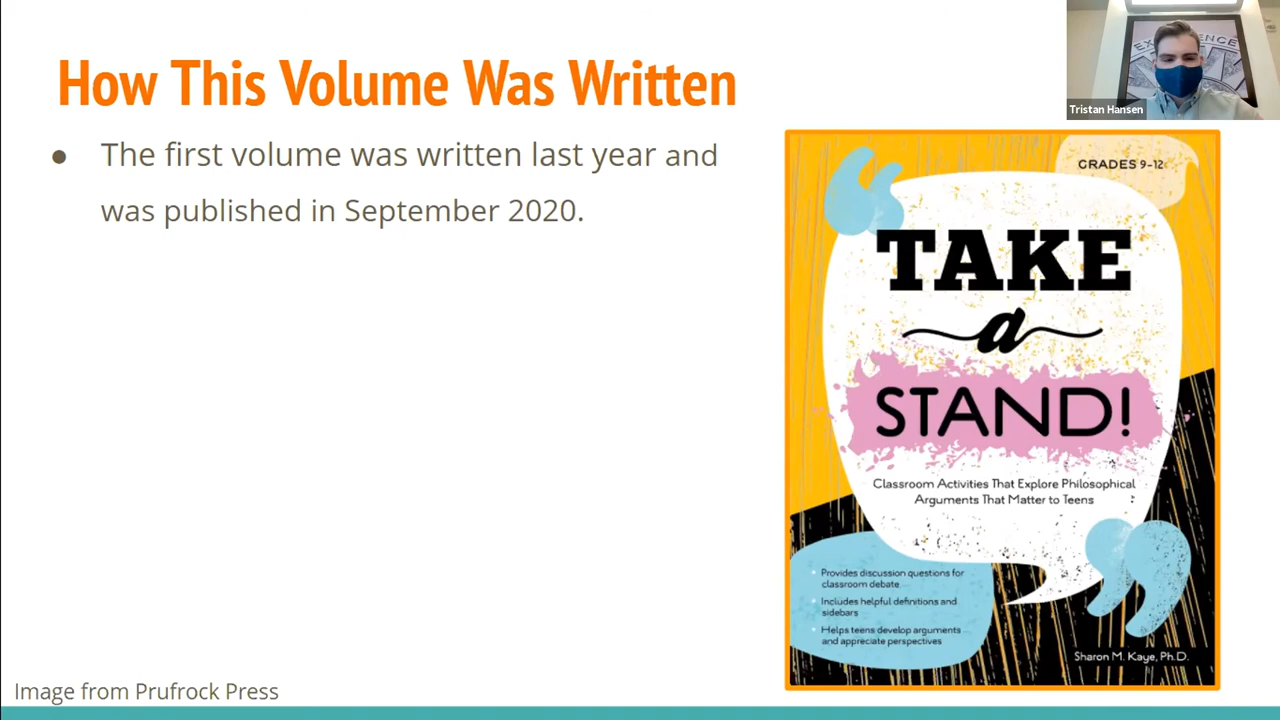 How This Volume Was Written
● The first volume was written last year and
was published in September 2020.
Tristan Hansen
GRADES 9-12
TAKE
a
STAND!
Classroom Activities That Explore Philosophical
Arguments That Matter to Teens
• Provides discussion questions for
classroom debate
• Includes helpful definitions and
sidebars
• Helps teens develop arguments
and appreciate perspectives
Sharon M. Kaye, Ph.D.
Image from Prufrock Press